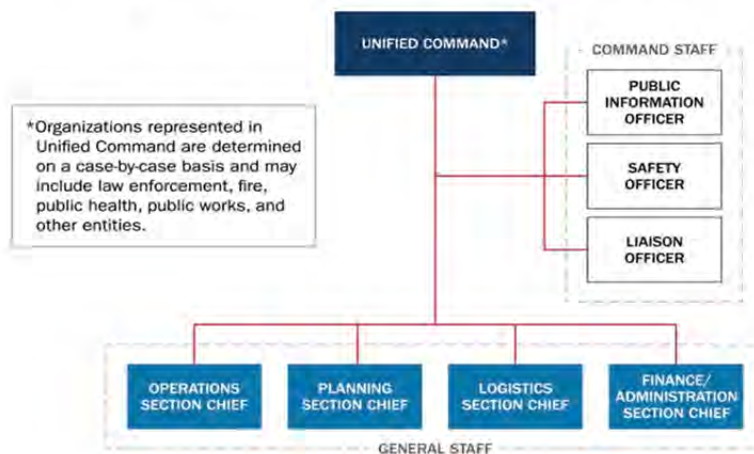 UNIFIED COMMAND*
COMMAND STAFF
PUBLIC
INFORMATION
OFFICER
SAFETY
OFFICER
LIAISON
OFFICER
*Organizations represented in
Unified Command are determined
on a case-by-case basis and may
include law enforcement, fire,
public health, public works, and
other entities.
OPERATIONS
SECTION CHIEF
PLANNING
SECTION CHIEF
LOGISTICS
SECTION CHIEF
FINANCE/
ADMINISTRATION
SECTION CHIEF
GENERAL STAFF